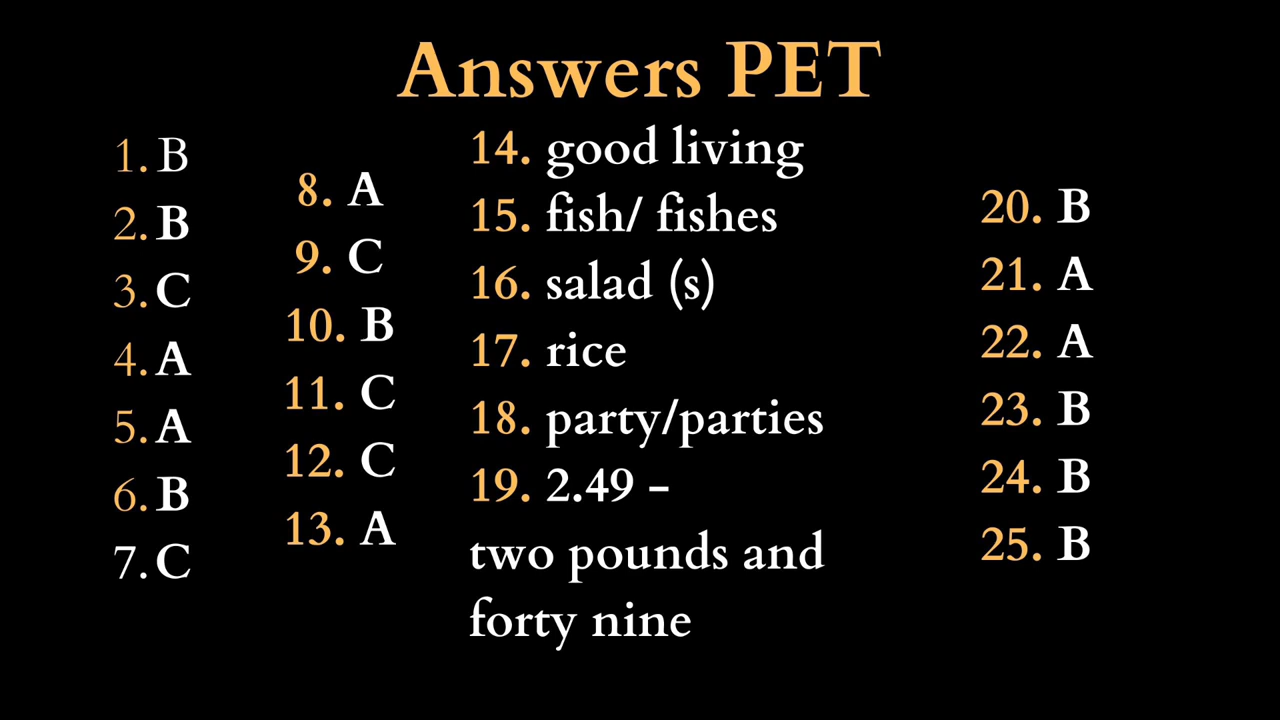 Answers PET
1. B
2. B
3. C
4. A
5. A
6. B
7. C
8. A
9. C
10. B
11. C
12. C
13. A
14. good living
15. fish/ fishes
16. salad (s)
17. rice
18. party/parties
19. 2.49 –
two pounds and
forty nine
20. B
21. A
22. A
23. B
24. B
25. B